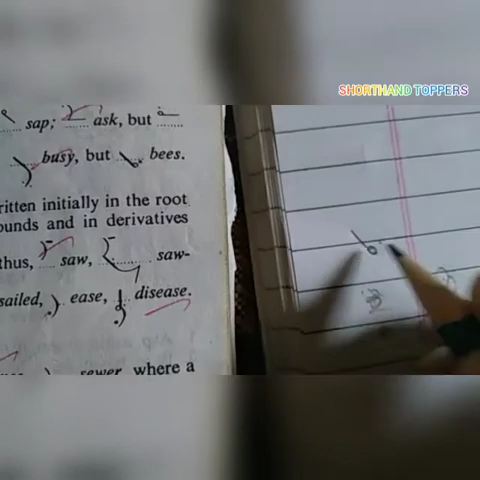 SHORTHAND TOPPERS
sap; ask, but
busy, but bees.
ritten initially in the root
ounds and in derivatives
thus, saw, saw-
sailed, ease, disease.
sewer where a